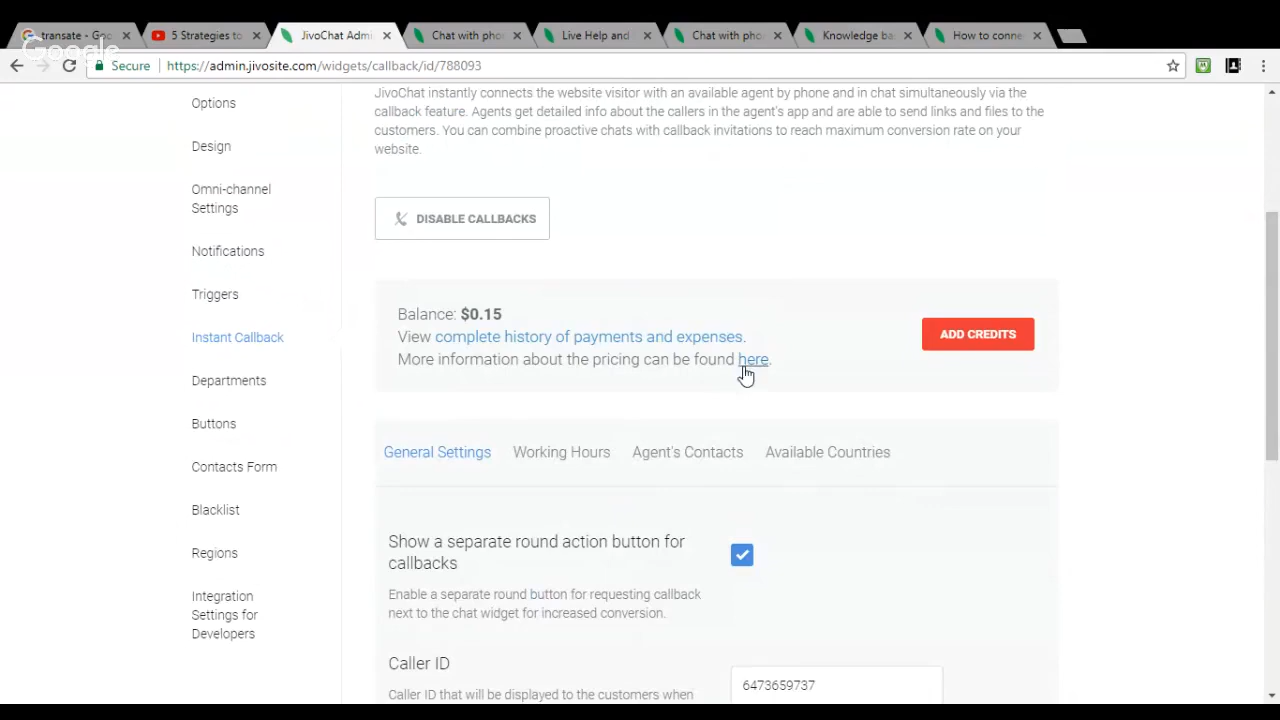 transate - Goo
5 Strategies to
JivoChat Admi
Chat with phon
Live Help and
Chat with phon
Knowledge bas
How to connec
Google
Secure
https://admin.jivosite.com/widgets/callback/id/788093
JivoChat instantly connects the website visitor with an available agent by phone and in chat simultaneously via the
callback feature. Agents get detailed info about the callers in the agent's app and are able to send links and files to the
customers. You can combine proactive chats with callback invitations to reach maximum conversion rate on your
website.
Options
Design
Omni-channel
Settings
Notifications
Triggers
Instant Callback
Departments
Buttons
Contacts Form
Blacklist
Regions
Integration
Settings for
Developers
DISABLE CALLBACKS
Balance: $0.15
View complete history of payments and expenses.
More information about the pricing can be found here.
ADD CREDITS
General Settings
Working Hours
Agent's Contacts
Available Countries
Show a separate round action button for
callbacks
Enable a separate round button for requesting callback
next to the chat widget for increased conversion.
Caller ID
6473659737
Caller ID that will be displayed to the customers when